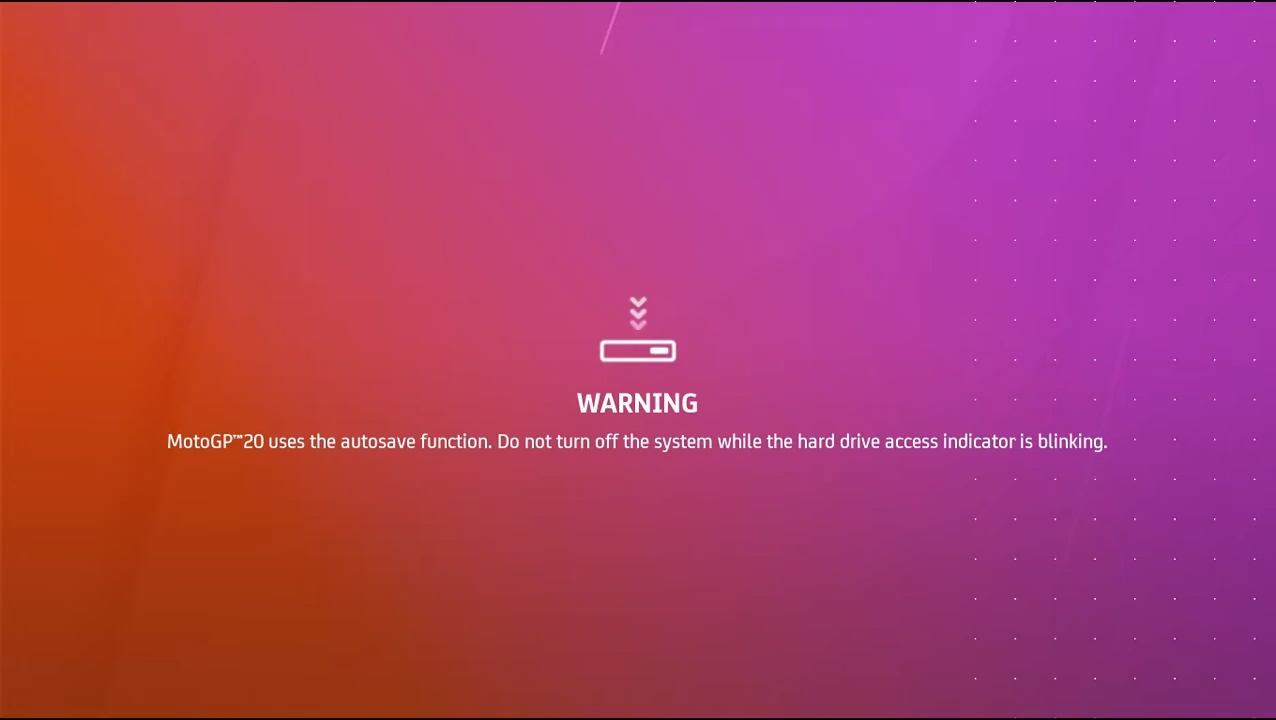 WARNING
MotoGP™20 uses the autosave function. Do not turn off the system while the hard drive access indicator is blinking.